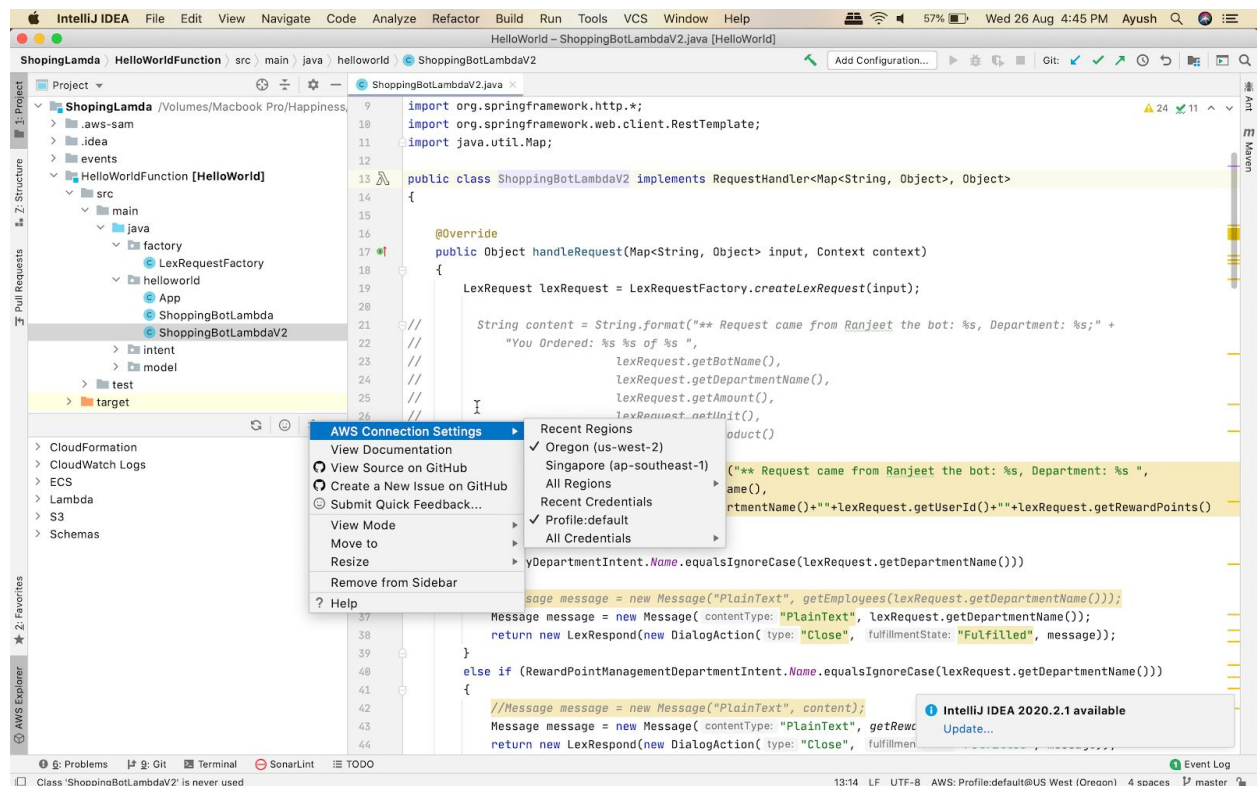 IntelliJ IDEA File Edit View Navigate Code Analyze Refactor Build Run Tools VCS Window Help 57% Wed 26 Aug 4:45 PM Ayush
HelloWorld – ShoppingBotLambdaV2.java [HelloWorld]
ShopingLamda HelloWorldFunction src main java helloworld ShoppingBotLambdaV2 Add Configuration... Git:
1: Project
Z: Structure
Pull Requests
2: Favorites
AWS Explorer
Project
ShopingLamda /Volumes/Macbook Pro/Happiness,
.aws-sam
.idea
events
HelloWorldFunction [HelloWorld]
src
main
java
factory
LexRequestFactory
helloworld
App
ShoppingBotLambda
ShoppingBotLambdaV2
intent
model
test
target
CloudFormation
CloudWatch Logs
ECS
Lambda
S3
Schemas
AWS Connection Settings
View Documentation
View Source on GitHub
Create a New Issue on GitHub
Submit Quick Feedback...
View Mode
Move to
Resize
Remove from Sidebar
? Help
Recent Regions
✓ Oregon (us-west-2)
Singapore (ap-southeast-1)
All Regions
Recent Credentials
✓ Profile:default
All Credentials
ShoppingBotLambdaV2.java
24 11
9 import org.springframework.http.*;
10 import org.springframework.web.client.RestTemplate;
11 import java.util.Map;
12
13 public class ShoppingBotLambdaV2 implements RequestHandler<Map<String, Object>, Object>
14 {
15
16 @Override
17 public Object handleRequest(Map<String, Object> input, Context context)
18 {
19 LexRequest lexRequest = LexRequestFactory.createLexRequest(input);
20
21 // String content = String.format("** Request came from Ranjeet the bot: %s, Department: %s;" +
22 // "You Ordered: %s %s of %s ",
23 // lexRequest.getBotName(),
24 // lexRequest.getDepartmentName(),
25 // lexRequest.getAmount(),
26 // lexRequest.getUnit(),
oduct()
("** Request came from Ranjeet the bot: %s, Department: %s ",
ame(),
rtmentName()+""+lexRequest.getUserId()+""+lexRequest.getRewardPoints()
yDepartmentIntent.Name.equalsIgnoreCase(lexRequest.getDepartmentName()))
sage message = new Message("PlainText", getEmployees(lexRequest.getDepartmentName()));
37 Message message = new Message( contentType: "PlainText", lexRequest.getDepartmentName());
38 return new LexRespond(new DialogAction( type: "Close", fulfillmentState: "Fulfilled", message));
39 }
40 else if (RewardPointManagementDepartmentIntent.Name.equalsIgnoreCase(lexRequest.getDepartmentName()))
41 {
42 //Message message = new Message("PlainText", content);
43 Message message = new Message( contentType: "PlainText", getRewa
44 return new LexRespond(new DialogAction( type: "Close", fulfillmen
IntelliJ IDEA 2020.2.1 available
Update...
Ant
Maven
6: Problems 9: Git Terminal SonarLint TODO 1 Event Log
Class 'ShoppingBotLambdaV2' is never used 13:14 LF UTF-8 AWS: Profile:default@US West (Oregon) 4 spaces master